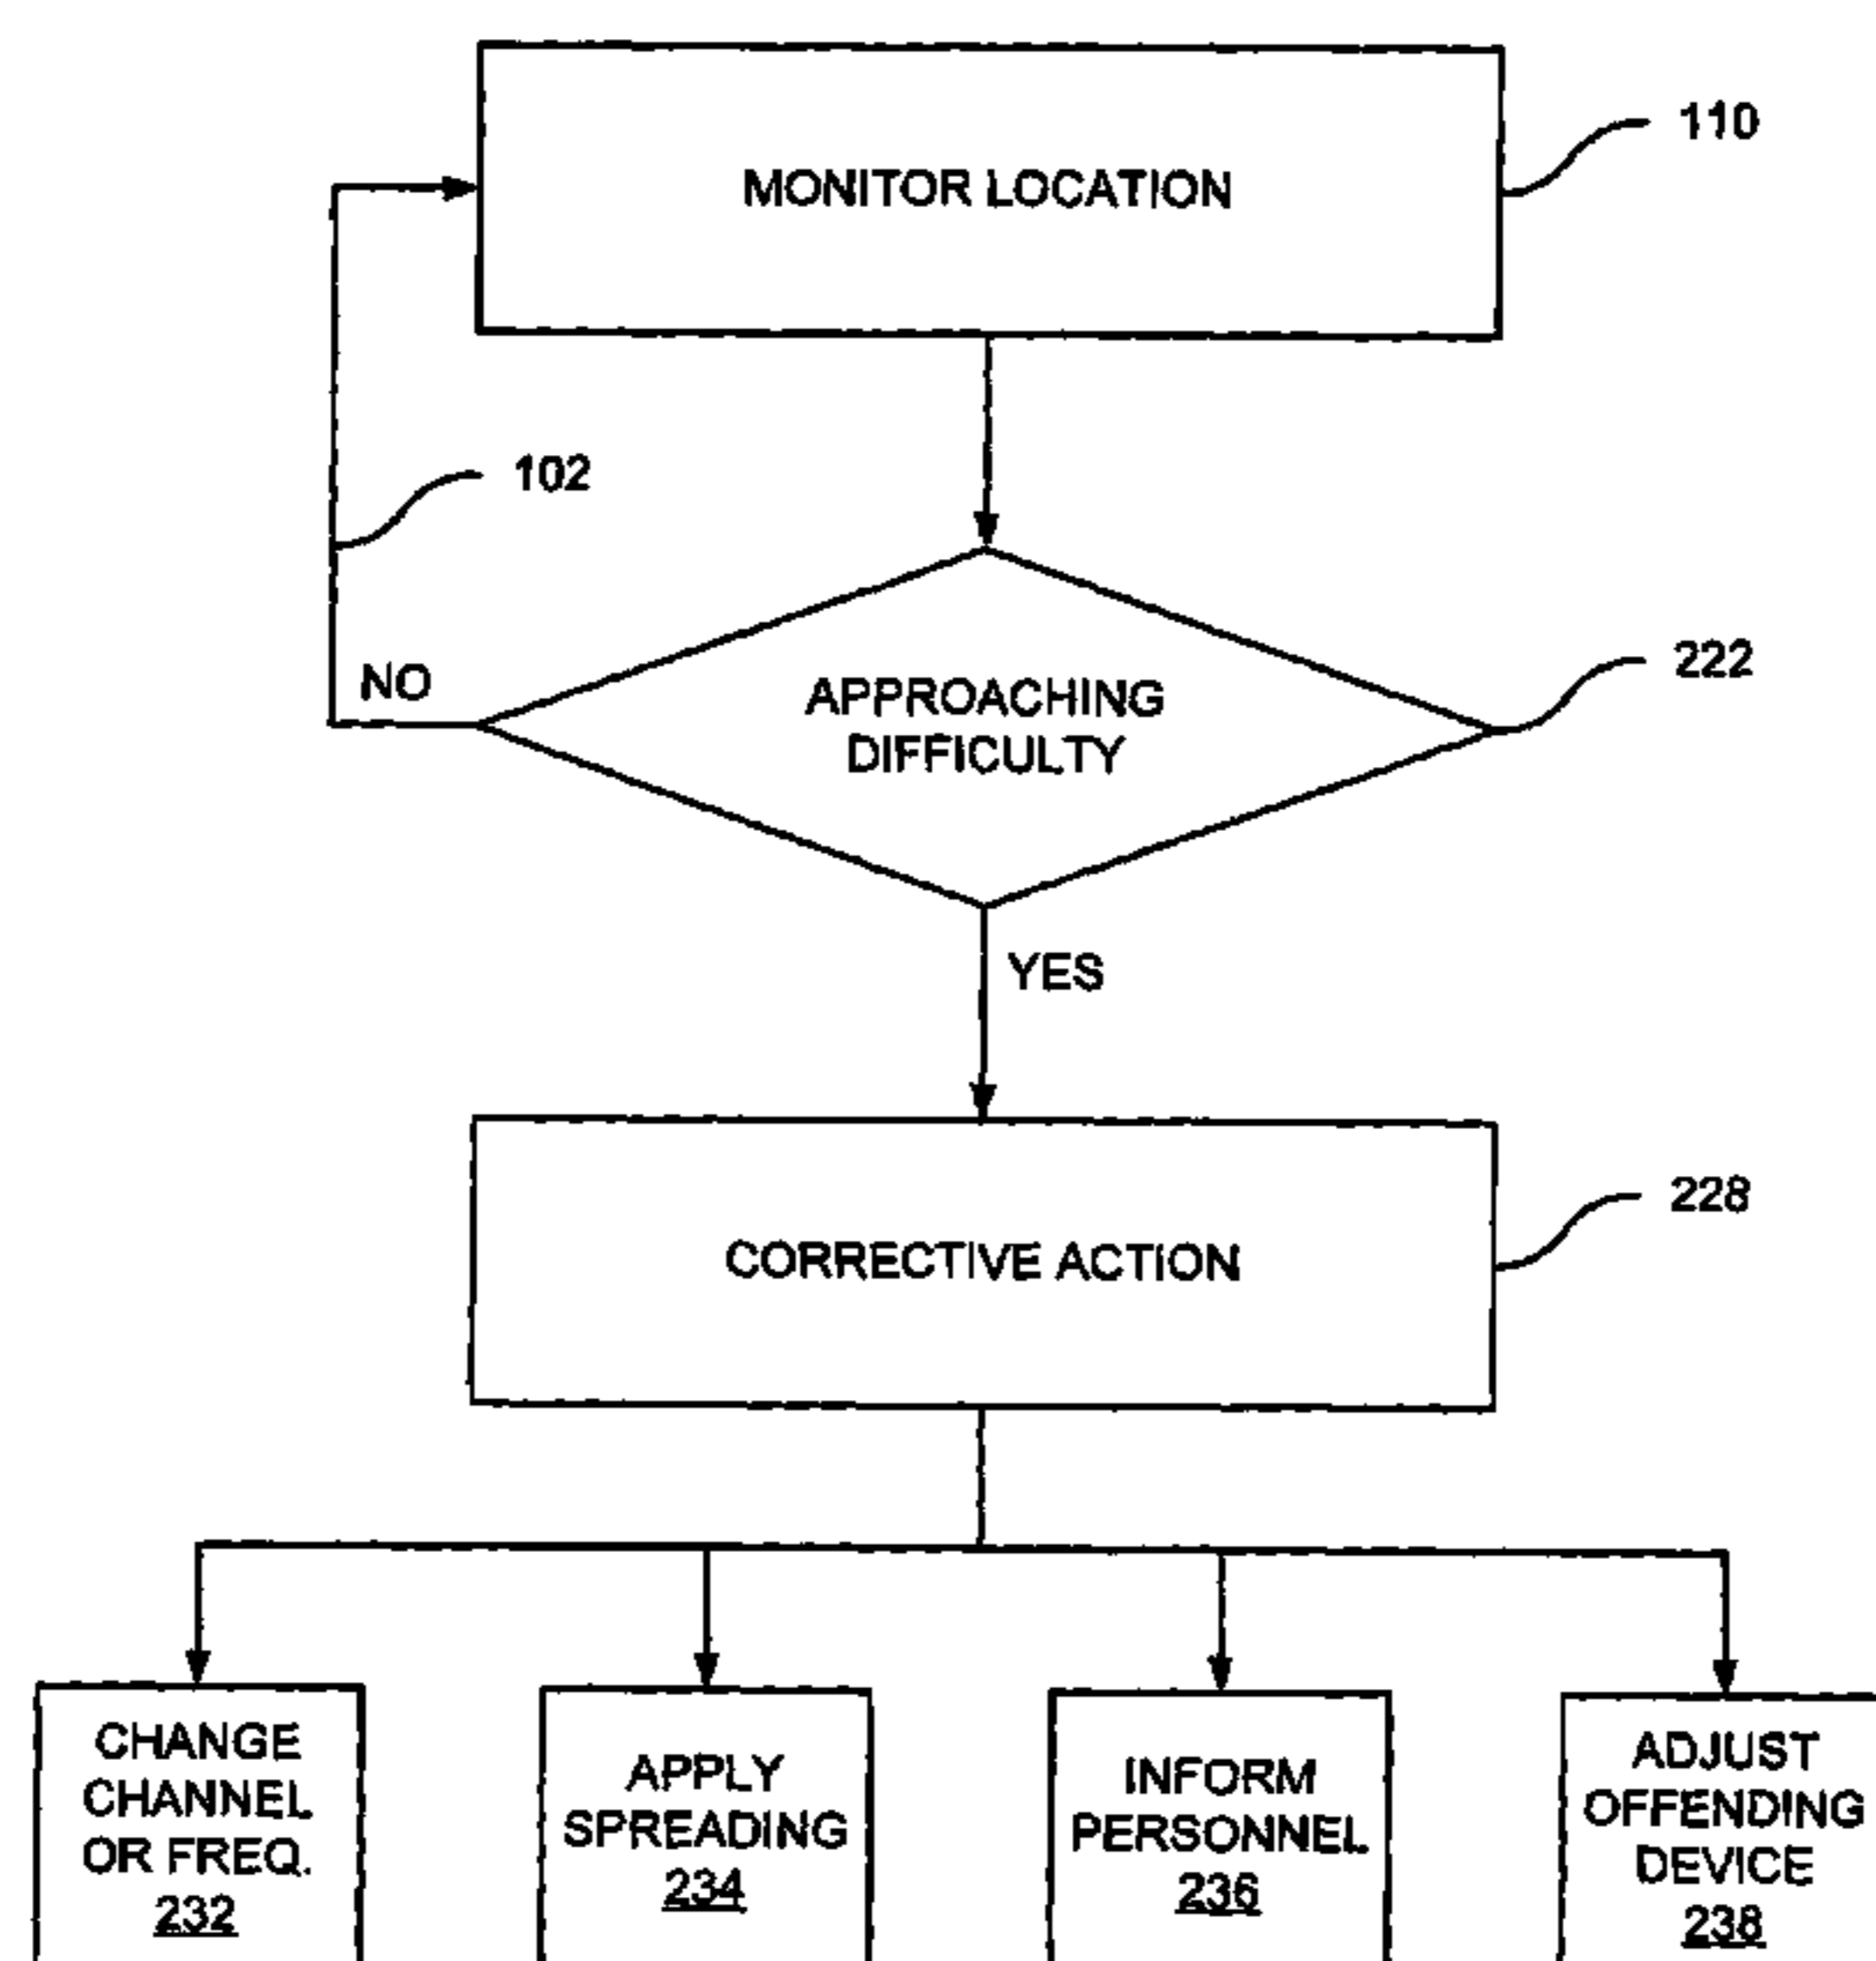 MONITOR LOCATION
110
102
NO
APPROACHING
DIFFICULTY
222
YES
CORRECTIVE ACTION
228
CHANGE
CHANNEL
OR FREQ.
232
APPLY
SPREADING
234
INFORM
PERSONNEL
236
ADJUST
OFFENDING
DEVICE
238